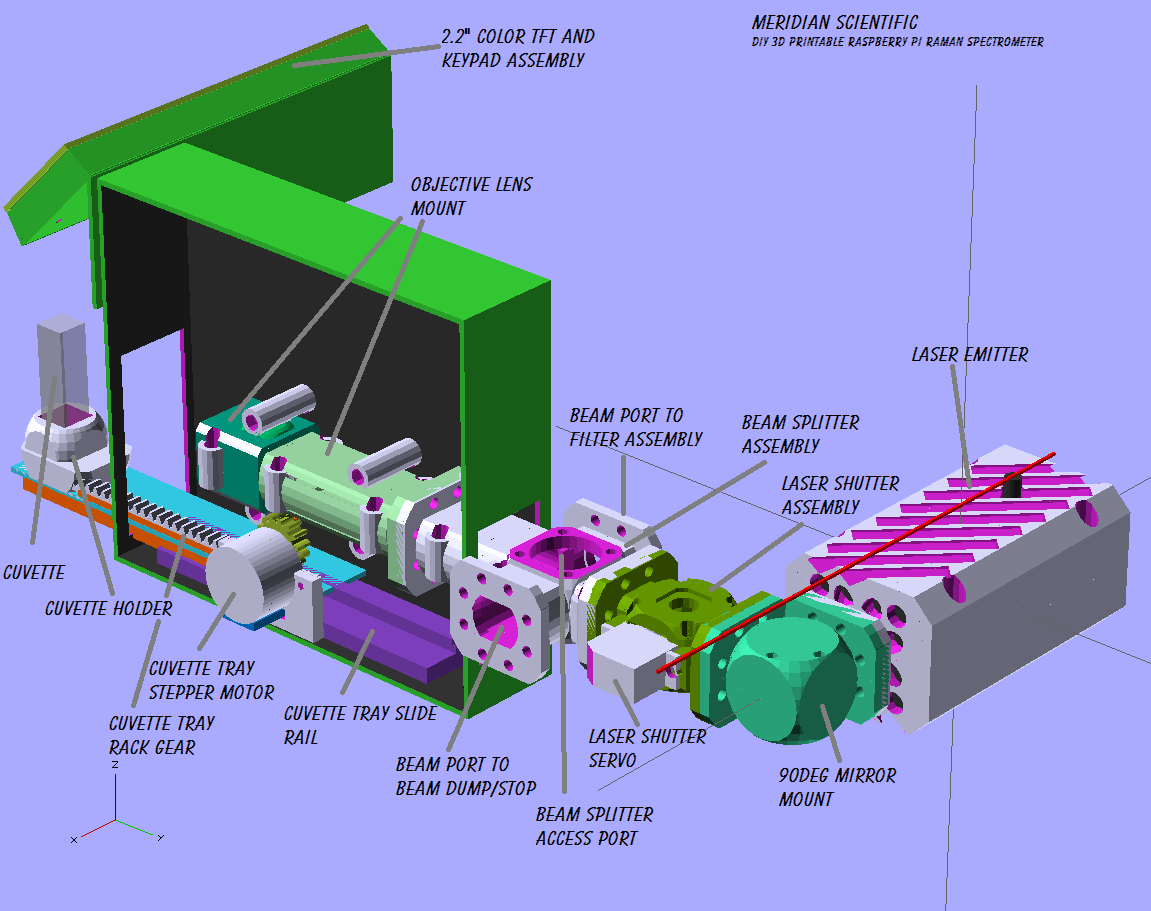 MERIDIAN SCIENTIFIC
DIY 3D PRINTABLE RASPBERRY PI RAMAN SPECTROMETER
2.2" COLOR TFT AND
KEYPAD ASSEMBLY
OBJECTIVE LENS
MOUNT
LASER EMITTER
BEAM PORT TO
FILTER ASSEMBLY
BEAM SPLITTER
ASSEMBLY
LASER SHUTTER
ASSEMBLY
CUVETTE
CUVETTE HOLDER
CUVETTE TRAY
STEPPER MOTOR
CUVETTE TRAY
RACK GEAR
CUVETTE TRAY SLIDE
RAIL
BEAM PORT TO
BEAM DUMP/STOP
LASER SHUTTER
SERVO
90DEG MIRROR
MOUNT
BEAM SPLITTER
ACCESS PORT
Z
X
Y